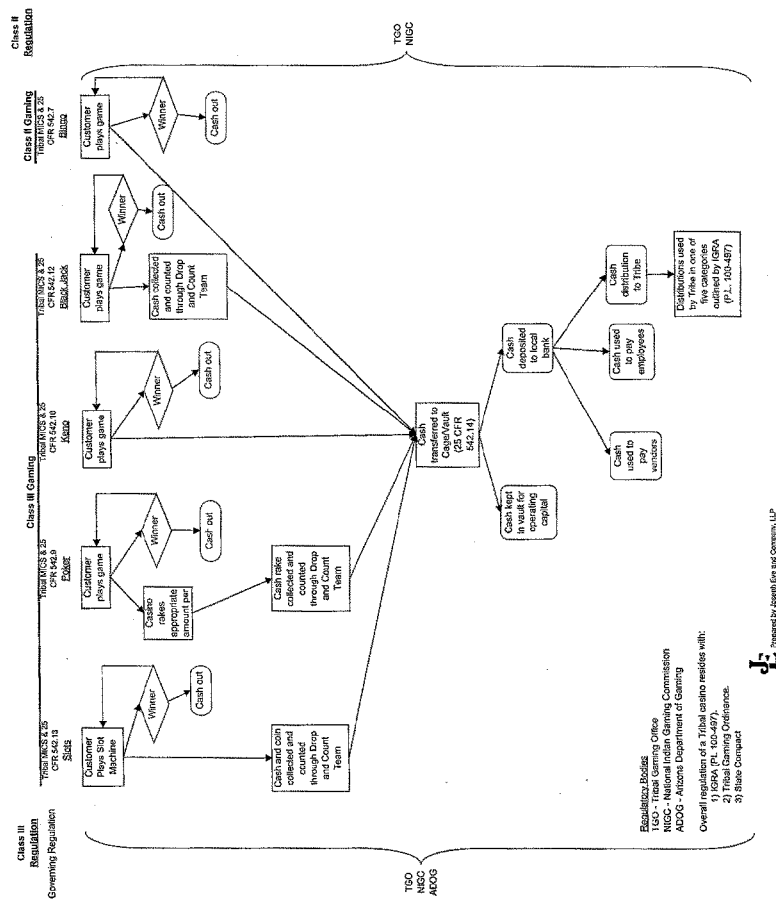 Class III
Regulation
Governing Regulation
Class III Gaming
Class II Gaming
Class II
Regulation
Tribal MICS & 25
CFR 542.13
Slots
Tribal MICS & 25
CFR 542.9
Poker
Tribal MICS & 25
CFR 542.10
Keno
Tribal MICS & 25
CFR 542.12
Black Jack
Tribal MICS & 25
CFR 542.7
Bingo
Customer
Plays Slot
Machine
Winner
Cash out
Customer
plays game
Winner
Cash out
Customer
plays game
Winner
Cash out
Customer
plays game
Winner
Cash out
Customer
plays game
Winner
Cash out
Casino
rakes
appropriate
amount per
Cash and coin
collected and
counted
through Drop
and Count
Team
Cash rake
collected and
counted
through Drop
and Count
Team
Cash collected
and counted
through Drop
and Count
Team
TGO
NIGC
ADOG
TGO
NIGC
Cash
transferred to
Cage/Vault
(25 CFR
542.14)
Cash kept
in vault for
operating
capital
Cash
deposited
to local
bank
Cash
used to
pay
vendors
Cash used
to pay
employees
Cash
distribution
to Tribe
Distributions used
by Tribe in one of
five categories
outlined by IGRA
(P.L. 100-497)
Regulatory Bodies
TGO - Tribal Gaming Office
NIGC - National Indian Gaming Commission
ADOG - Arizona Department of Gaming
Overall regulation of a Tribal casino resides with:
1) IGRA (P.L. 100-497).
2) Tribal Gaming Ordinance.
3) State Compact
Prepared by Joseph Eve and Company, LLP